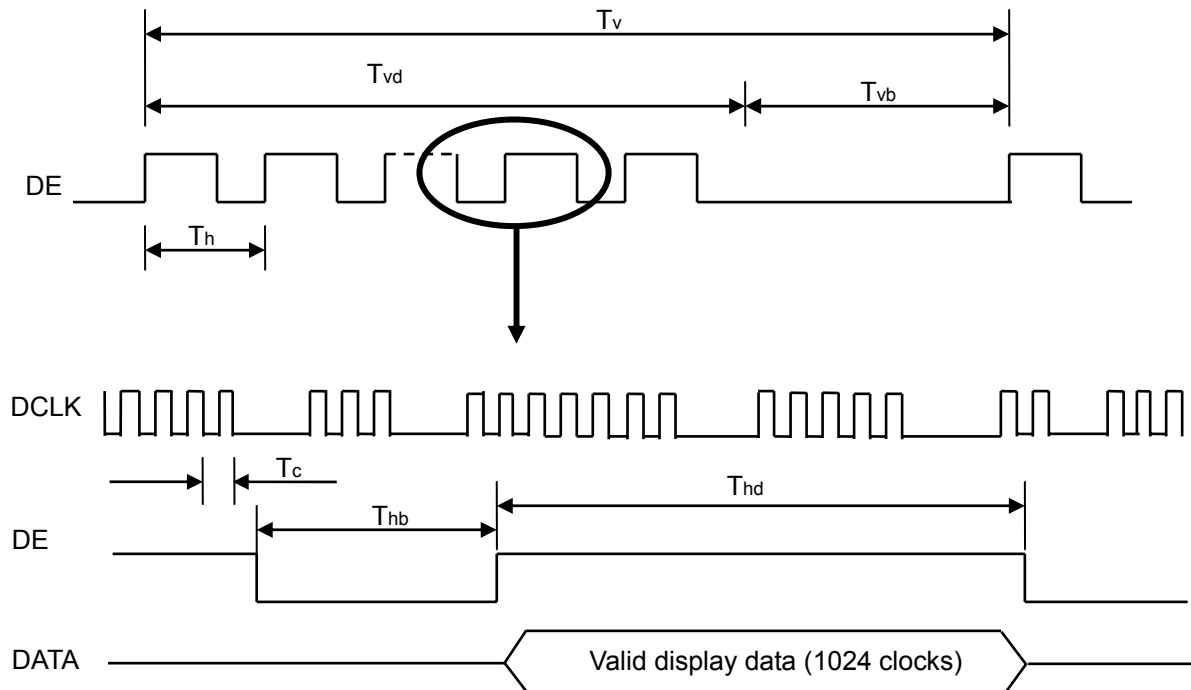 Tv
Tvd
Tvb
DE
Th
DCLK
Tc
Thd
Thb
DE
DATA
Valid display data (1024 clocks)